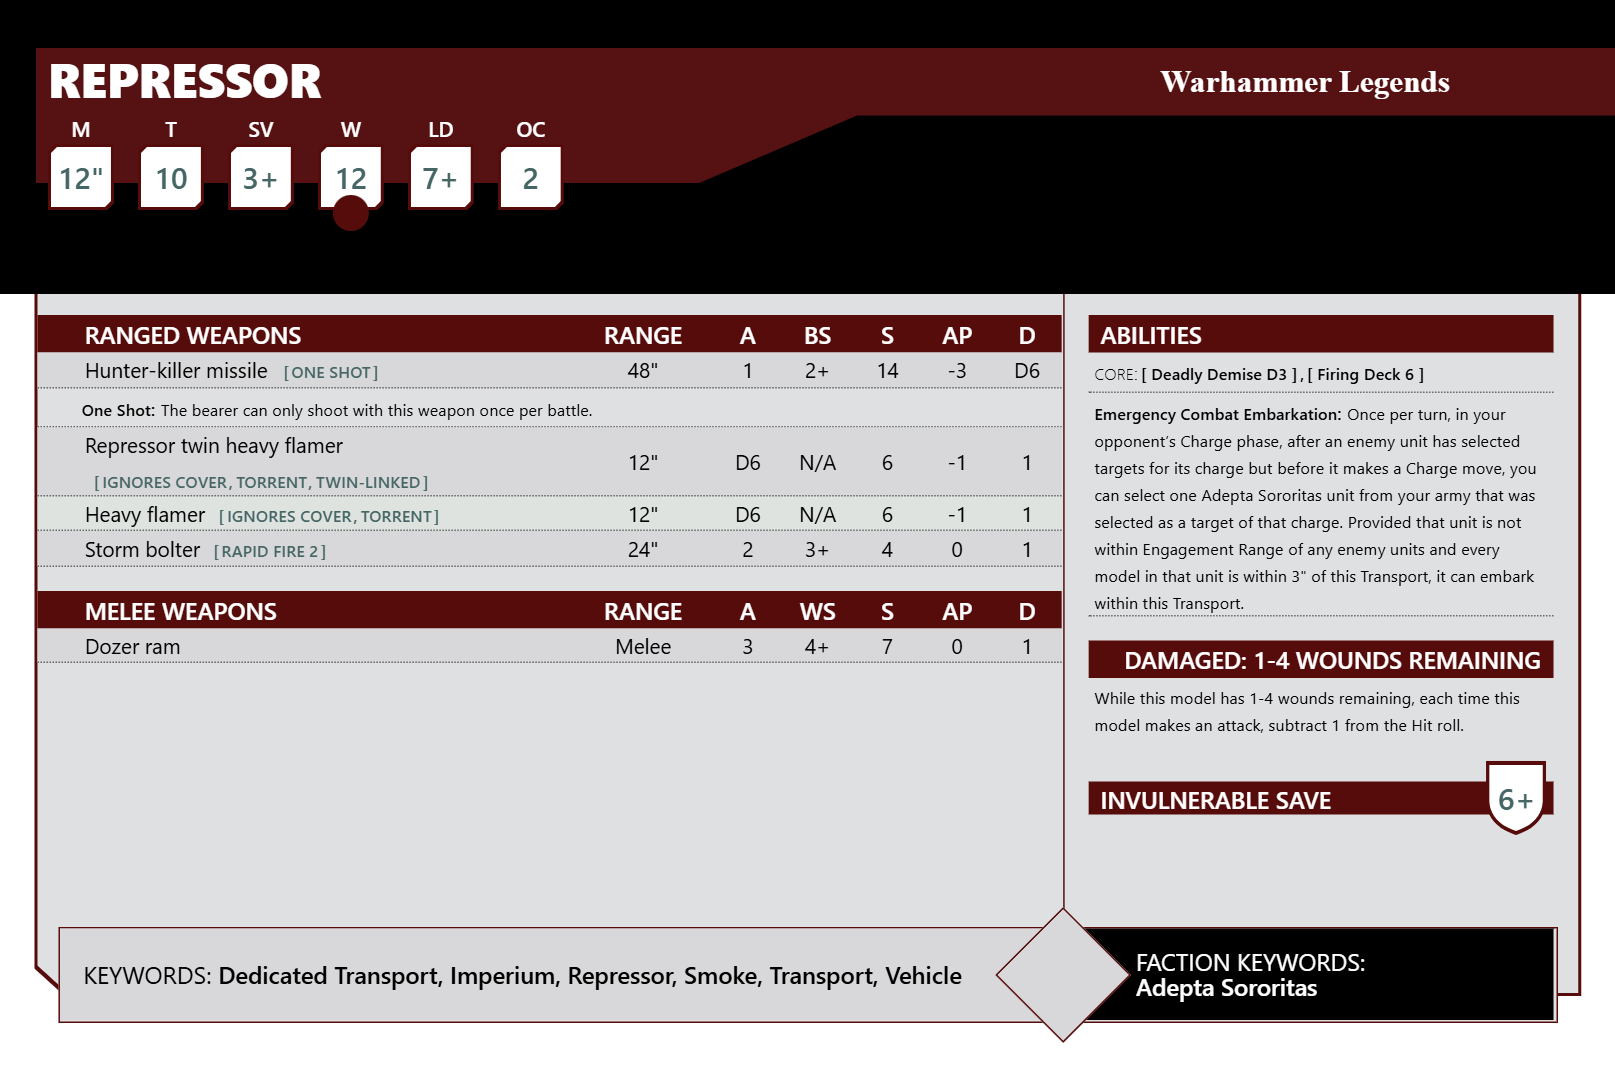 REPRESSOR
Warhammer Legends
M T SV W LD OC
12" 10 3+ 12 7+ 2
RANGED WEAPONS RANGE A BS S AP D
Hunter-killer missile [ONE SHOT] 48" 1 2+ 14 -3 D6
One Shot: The bearer can only shoot with this weapon once per battle.
Repressor twin heavy flamer
[IGNORES COVER, TORRENT, TWIN-LINKED] 12" D6 N/A 6 -1 1
Heavy flamer [IGNORES COVER, TORRENT] 12" D6 N/A 6 -1 1
Storm bolter [RAPID FIRE 2] 24" 2 3+ 4 0 1
MELEE WEAPONS RANGE A WS S AP D
Dozer ram Melee 3 4+ 7 0 1
ABILITIES
CORE: [ Deadly Demise D3 ] , [ Firing Deck 6 ]
Emergency Combat Embarkation: Once per turn, in your
opponent's Charge phase, after an enemy unit has selected
targets for its charge but before it makes a Charge move, you
can select one Adepta Sororitas unit from your army that was
selected as a target of that charge. Provided that unit is not
within Engagement Range of any enemy units and every
model in that unit is within 3" of this Transport, it can embark
within this Transport.
DAMAGED: 1-4 WOUNDS REMAINING
While this model has 1-4 wounds remaining, each time this
model makes an attack, subtract 1 from the Hit roll.
INVULNERABLE SAVE 6+
KEYWORDS: Dedicated Transport, Imperium, Repressor, Smoke, Transport, Vehicle
FACTION KEYWORDS:
Adepta Sororitas